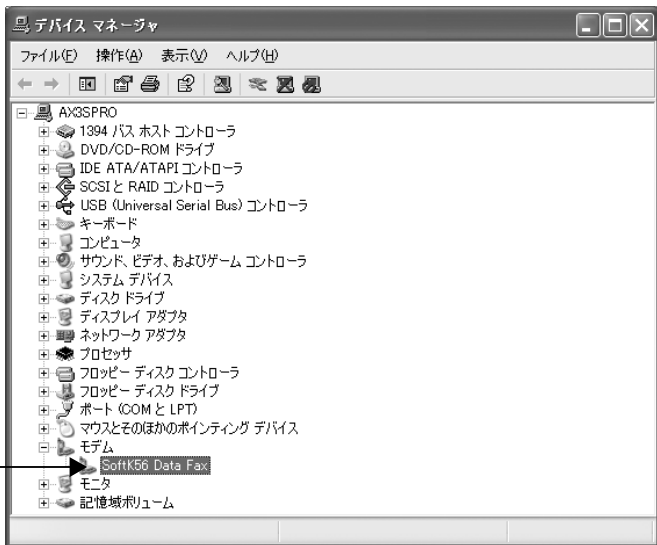 デバイス マネージャ
ファイル(F) 操作(A) 表示(V) ヘルプ(H)
AX3SPRO
1394 バス ホスト コントローラ
DVD/CD-ROM ドライブ
IDE ATA/ATAPI コントローラ
SCSI と RAID コントローラ
USB (Universal Serial Bus) コントローラ
キーボード
コンピュータ
サウンド、ビデオ、およびゲーム コントローラ
システム デバイス
ディスク ドライブ
ディスプレイ アダプタ
ネットワーク アダプタ
プロセッサ
フロッピー ディスク コントローラ
フロッピー ディスク ドライブ
ポート (COM と LPT)
マウスとそのほかのポインティング デバイス
モデム
SoftK56 Data Fax
モニタ
記憶域ボリューム